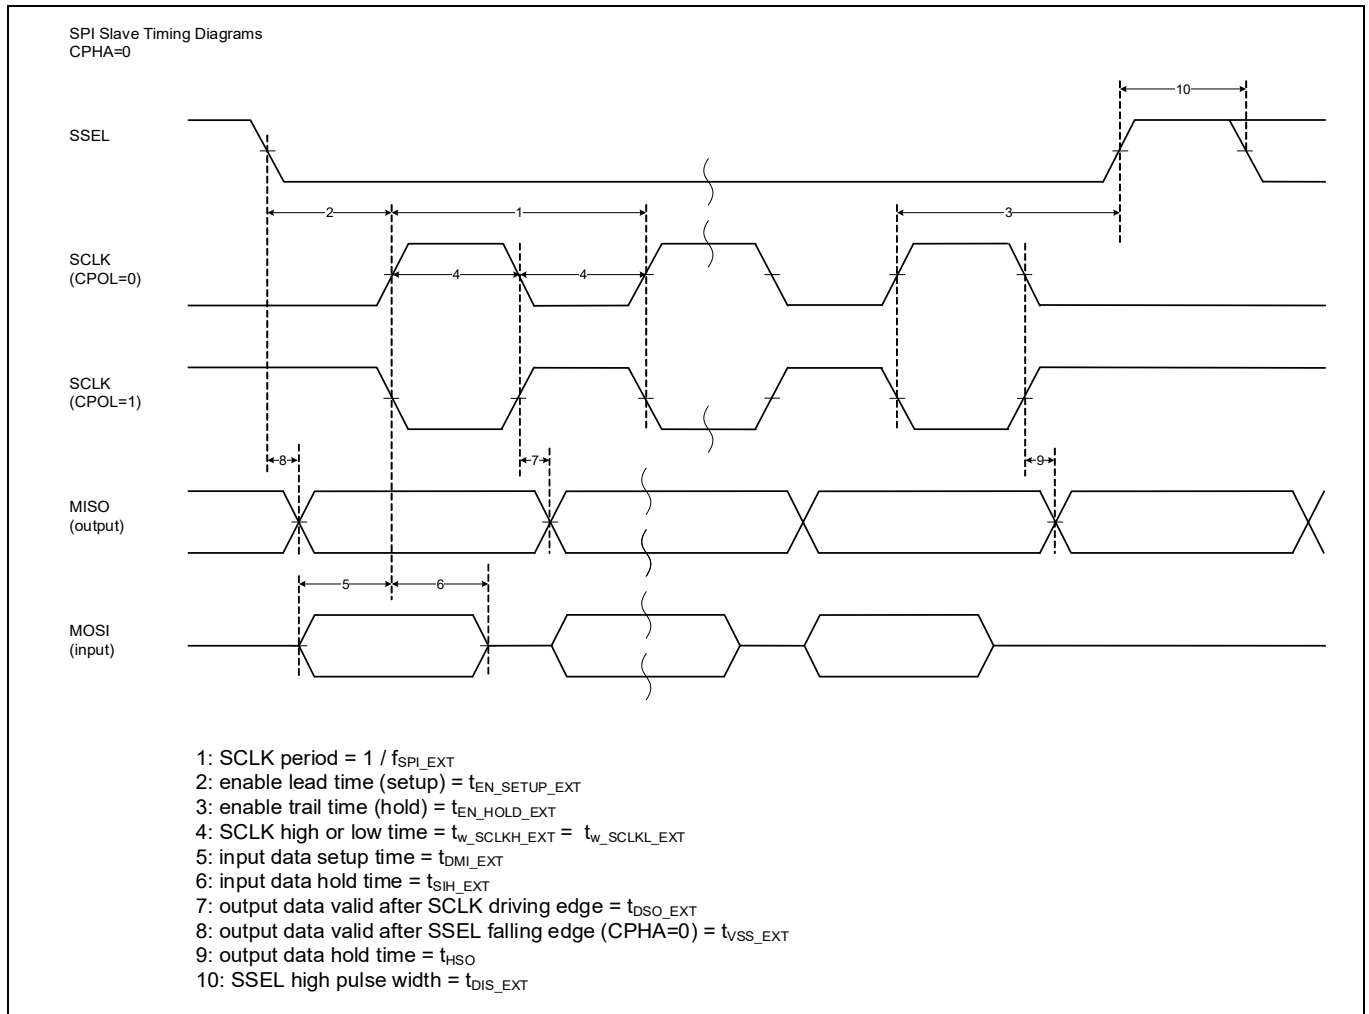 SPI Slave Timing Diagrams
CPHA=0
10
SSEL
2
1
3
SCLK
(CPOL=0)
4
4
SCLK
(CPOL=1)
8
7
9
MISO
(output)
5
6
MOSI
(input)
1: SCLK period = 1 / fSPI_EXT
2: enable lead time (setup) = tEN_SETUP_EXT
3: enable trail time (hold) = tEN_HOLD_EXT
4: SCLK high or low time = tw_SCLKH_EXT = tw_SCLKL_EXT
5: input data setup time = tDMI_EXT
6: input data hold time = tSIH_EXT
7: output data valid after SCLK driving edge = tDSO_EXT
8: output data valid after SSEL falling edge (CPHA=0) = tVSS_EXT
9: output data hold time = tHSO
10: SSEL high pulse width = tDIS_EXT